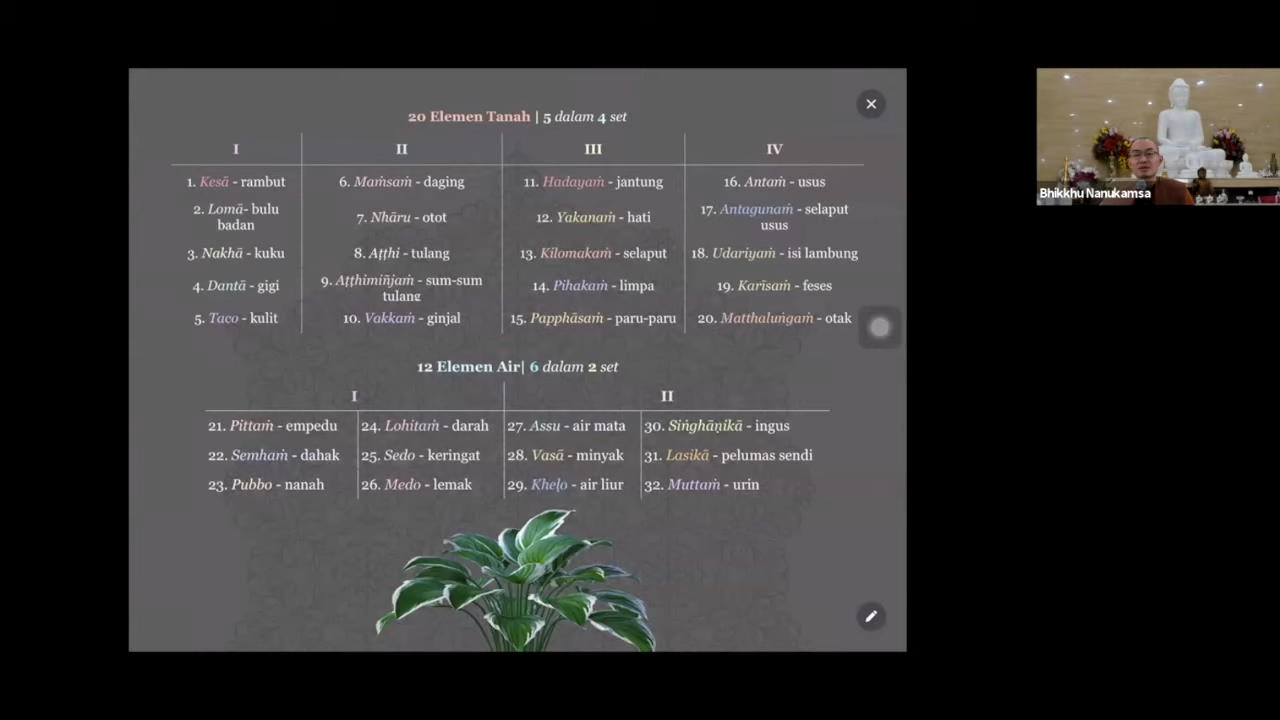 20 Elemen Tanah | 5 dalam 4 set
I II III IV
1. Kesā - rambut 6. Maṁsaṁ - daging 11. Hadayaṁ - jantung 16. Antaṁ - usus
2. Lomā- bulu badan 7. Nhāru - otot 12. Yakanaṁ - hati 17. Antagunaṁ - selaput usus
3. Nakhā - kuku 8. Aṭṭhi - tulang 13. Kilomakaṁ - selaput 18. Udariyaṁ - isi lambung
4. Dantā - gigi 9. Aṭṭhimiñjaṁ - sum-sum tulang 14. Pihakaṁ - limpa 19. Karīsaṁ - feses
5. Taco - kulit 10. Vakkaṁ - ginjal 15. Papphāsaṁ - paru-paru 20. Matthaluṅgaṁ - otak
12 Elemen Air| 6 dalam 2 set
I II
21. Pittaṁ - empedu 24. Lohitaṁ - darah 27. Assu - air mata 30. Siṅghāṇikā - ingus
22. Semhaṁ - dahak 25. Sedo - keringat 28. Vasā - minyak 31. Lasikā - pelumas sendi
23. Pubbo - nanah 26. Medo - lemak 29. Kheḷo - air liur 32. Muttaṁ - urin
Bhikkhu Nanukamsa